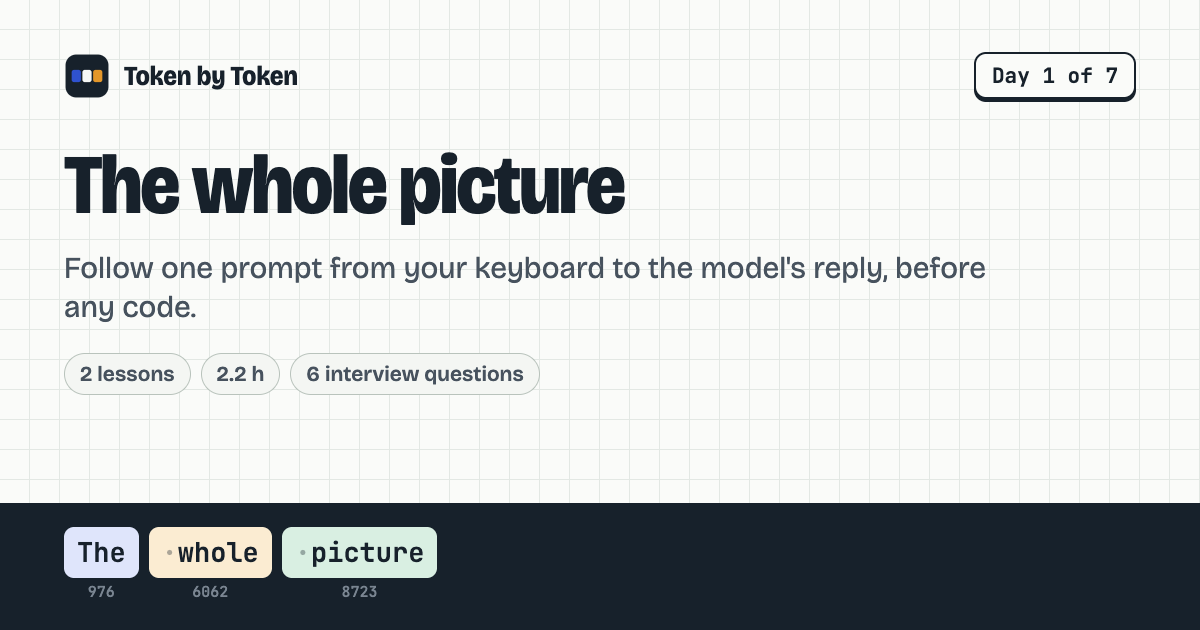 Token by Token
Day 1 of 7
The whole picture
Follow one prompt from your keyboard to the model's reply, before
any code.
2 lessons
2.2 h
6 interview questions
The ·whole ·picture
976 6062 8723